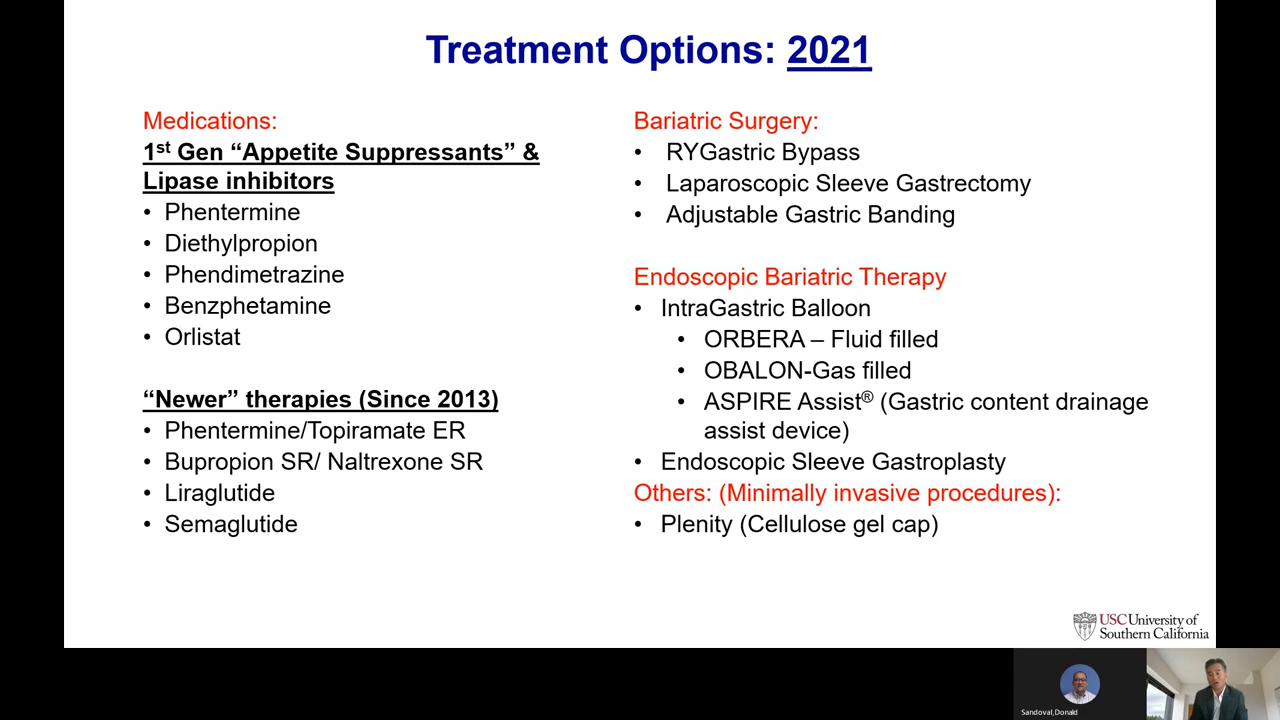 Treatment Options: 2021
Medications:
1st Gen “Appetite Suppressants” &
Lipase inhibitors
• Phentermine
• Diethylpropion
• Phendimetrazine
• Benzphetamine
• Orlistat
“Newer” therapies (Since 2013)
• Phentermine/Topiramate ER
• Bupropion SR/ Naltrexone SR
• Liraglutide
• Semaglutide
Bariatric Surgery:
• RYGastric Bypass
• Laparoscopic Sleeve Gastrectomy
• Adjustable Gastric Banding
Endoscopic Bariatric Therapy
• IntraGastric Balloon
• ORBERA – Fluid filled
• OBALON-Gas filled
• ASPIRE Assist® (Gastric content drainage
assist device)
• Endoscopic Sleeve Gastroplasty
Others: (Minimally invasive procedures):
• Plenity (Cellulose gel cap)
USC University of
Southern California
Sandoval,Donald